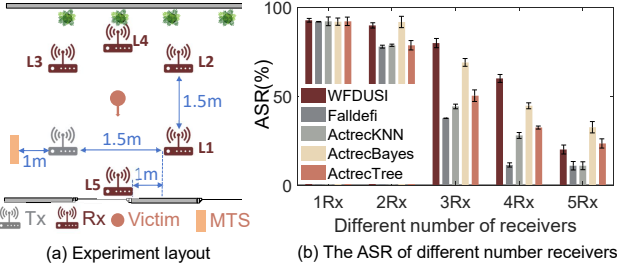 L3
L4
L2
1.5m
1.5m
1m
L1
L5
1m
Tx
Rx
Victim
MTS
(a) Experiment layout
ASR(%)
100
50
0
WFDUSI
Falldefi
ActrecKNN
ActrecBayes
ActrecTree
1Rx 2Rx 3Rx 4Rx 5Rx
Different number of receivers
(b) The ASR of different number receivers